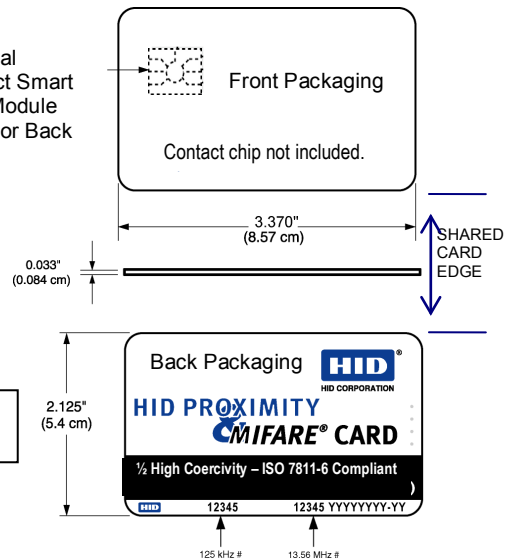 al
ct Smart
Module
or Back
Front Packaging
Contact chip not included.
3.370"
(8.57 cm)
SHARED
CARD
EDGE
0.033"
(0.084 cm)
Back Packaging
HID®
HID CORPORATION
2.125"
(5.4 cm)
HID PROXIMITY
& MIFARE® CARD
½ High Coercivity – ISO 7811-6 Compliant
)
HID 12345 12345 YYYYYYYY-YY
125 kHz # 13.56 MHz #